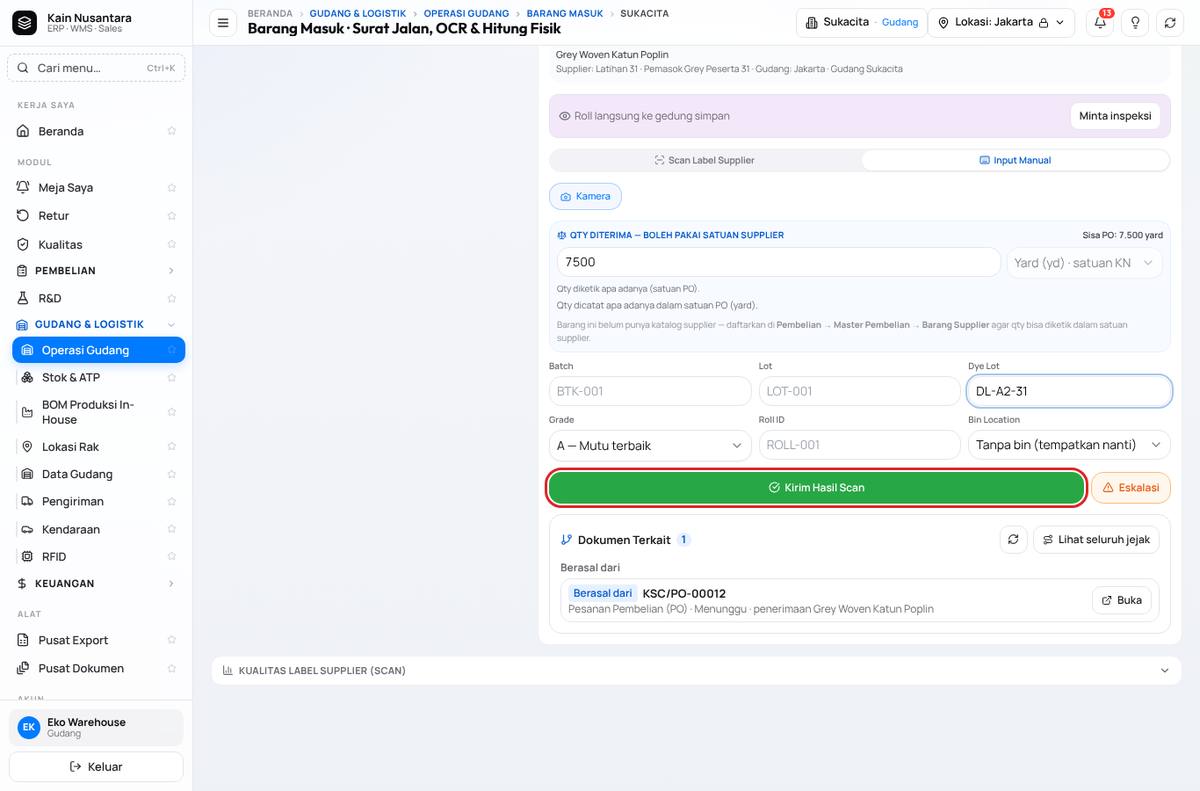 Kain Nusantara
ERP · WMS · Sales
Cari menu...
Ctrl+K
KERJA SAYA
Beranda
MODUL
Meja Saya
Retur
Kualitas
PEMBELIAN
R&D
GUDANG & LOGISTIK
Operasi Gudang
Stok & ATP
BOM Produksi In-
House
Lokasi Rak
Data Gudang
Pengiriman
Kendaraan
RFID
KEUANGAN
ALAT
Pusat Export
Pusat Dokumen
AKUN
EK
Eko Warehouse
Gudang
Keluar
BERANDA › GUDANG & LOGISTIK › OPERASI GUDANG › BARANG MASUK › SUKACITA
Barang Masuk · Surat Jalan, OCR & Hitung Fisik
Sukacita · Gudang
Lokasi: Jakarta
13
Grey Woven Katun Poplin
Supplier: Latihan 31 · Pemasok Grey Peserta 31 · Gudang: Jakarta · Gudang Sukacita
Roll langsung ke gedung simpan
Minta inspeksi
Scan Label Supplier
Input Manual
Kamera
QTY DITERIMA — BOLEH PAKAI SATUAN SUPPLIER
Sisa PO: 7.500 yard
7500
Yard (yd) · satuan KN
Qty diketik apa adanya (satuan PO).
Qty dicatat apa adanya dalam satuan PO (yard).
Barang ini belum punya katalog supplier — daftarkan di Pembelian → Master Pembelian → Barang Supplier agar qty bisa diketik dalam satuan
supplier.
Batch
Lot
Dye Lot
BTK-001
LOT-001
DL-A2-31
Grade
Roll ID
Bin Location
A — Mutu terbaik
ROLL-001
Tanpa bin (tempatkan nanti)
Kirim Hasil Scan
Eskalasi
Dokumen Terkait 1
Lihat seluruh jejak
Berasal dari
Berasal dari KSC/PO-00012
Pesanan Pembelian (PO) · Menunggu · penerimaan Grey Woven Katun Poplin
Buka
KUALITAS LABEL SUPPLIER (SCAN)